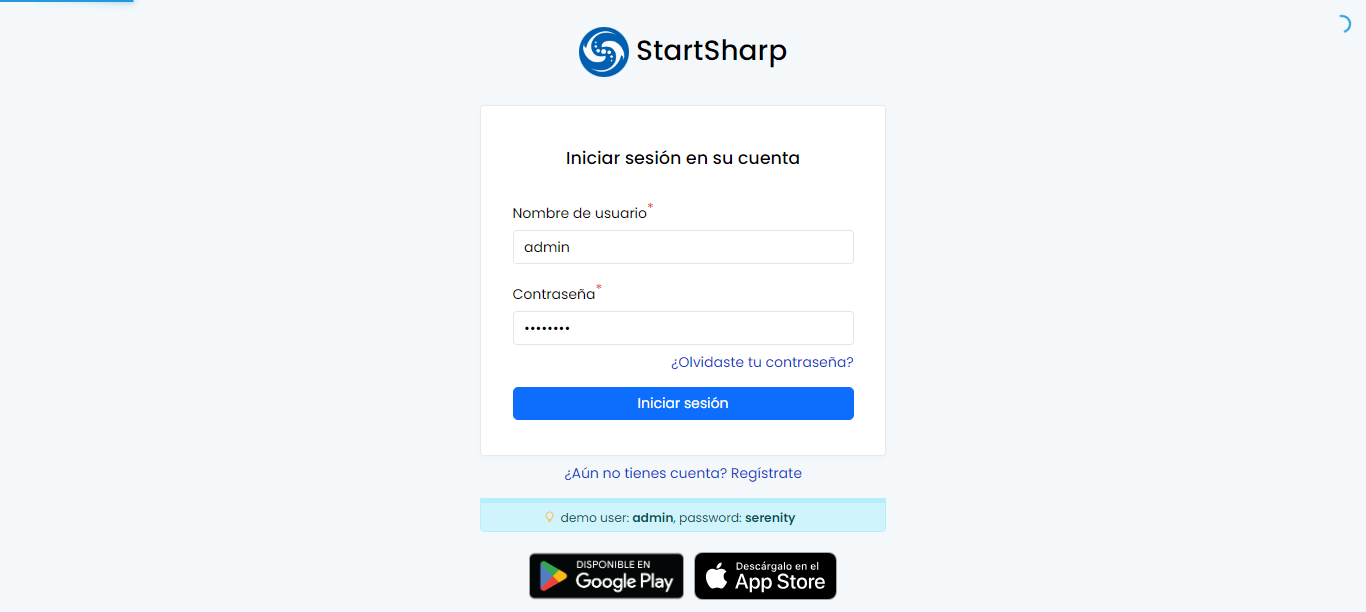 StartSharp
Iniciar sesión en su cuenta
Nombre de usuario*
admin
Contraseña*
••••••••
¿Olvidaste tu contraseña?
Iniciar sesión
¿Aún no tienes cuenta? Regístrate
demo user: admin, password: serenity
DISPONIBLE EN
Google Play
Descárgalo en el
App Store